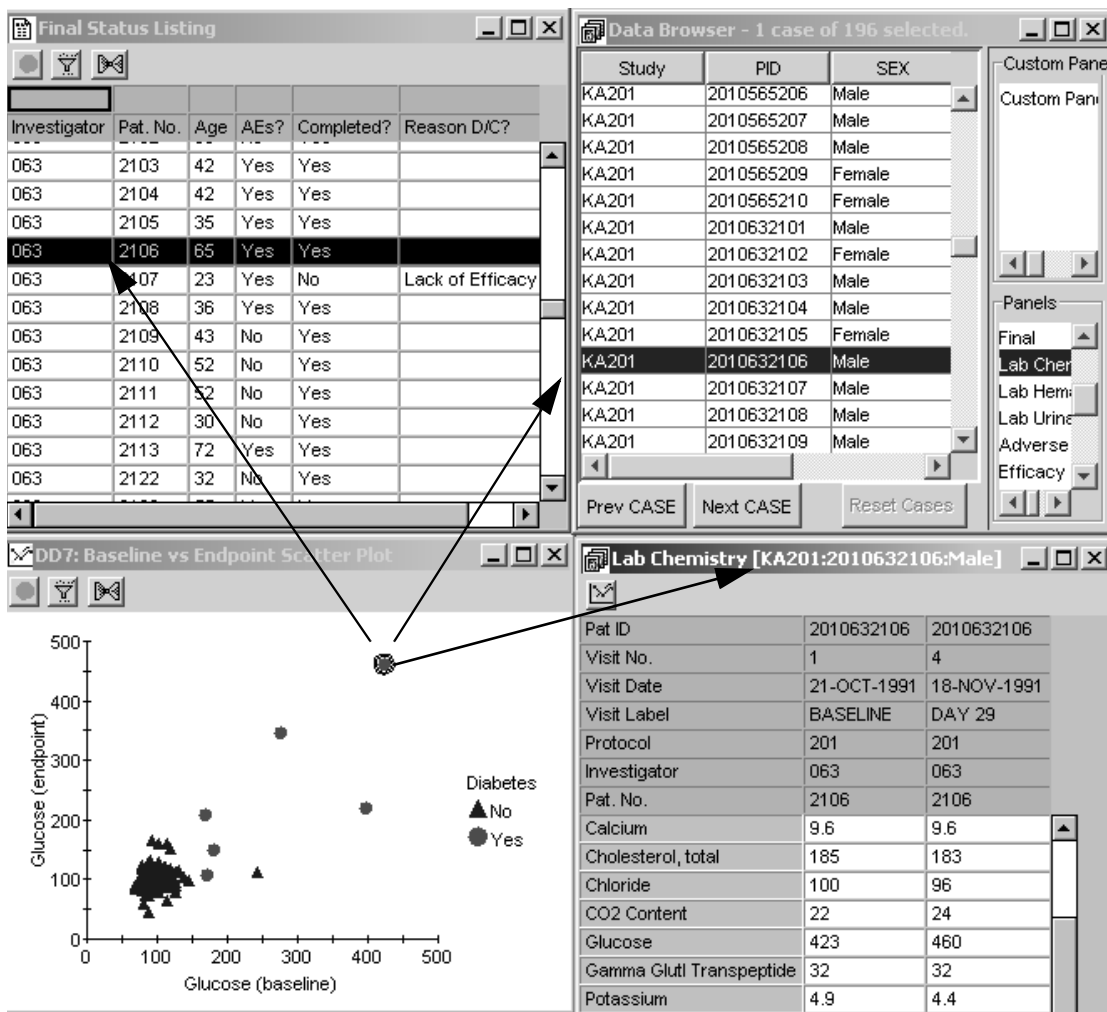 Final Status Listing
Investigator Pat. No. Age AEs? Completed? Reason D/C?
063 2103 42 Yes Yes
063 2104 42 Yes Yes
063 2105 35 Yes Yes
063 2106 65 Yes Yes
063 2107 23 Yes No Lack of Efficacy
063 2108 36 Yes Yes
063 2109 43 No Yes
063 2110 52 No Yes
063 2111 52 No Yes
063 2112 30 No Yes
063 2113 72 Yes Yes
063 2122 32 No Yes
Data Browser - 1 case of 196 selected.
Study PID SEX
KA201 2010565206 Male
KA201 2010565207 Male
KA201 2010565208 Male
KA201 2010565209 Female
KA201 2010565210 Female
KA201 2010632101 Male
KA201 2010632102 Female
KA201 2010632103 Male
KA201 2010632104 Male
KA201 2010632105 Female
KA201 2010632106 Male
KA201 2010632107 Male
KA201 2010632108 Male
KA201 2010632109 Male
Prev CASE Next CASE Reset Cases
Custom Pane
Custom Pan
Panels
Final
Lab Cher
Lab Hem
Lab Urina
Adverse
Efficacy
DD7: Baseline vs Endpoint Scatter Plot
Glucose (endpoint)
500
400
300
200
100
0
0 100 200 300 400 500
Glucose (baseline)
Diabetes
No
Yes
Lab Chemistry [KA201:2010632106:Male]
Pat ID 2010632106 2010632106
Visit No. 1 4
Visit Date 21-OCT-1991 18-NOV-1991
Visit Label BASELINE DAY 29
Protocol 201 201
Investigator 063 063
Pat. No. 2106 2106
Calcium 9.6 9.6
Cholesterol, total 185 183
Chloride 100 96
CO2 Content 22 24
Glucose 423 460
Gamma Glutl Transpeptide 32 32
Potassium 4.9 4.4